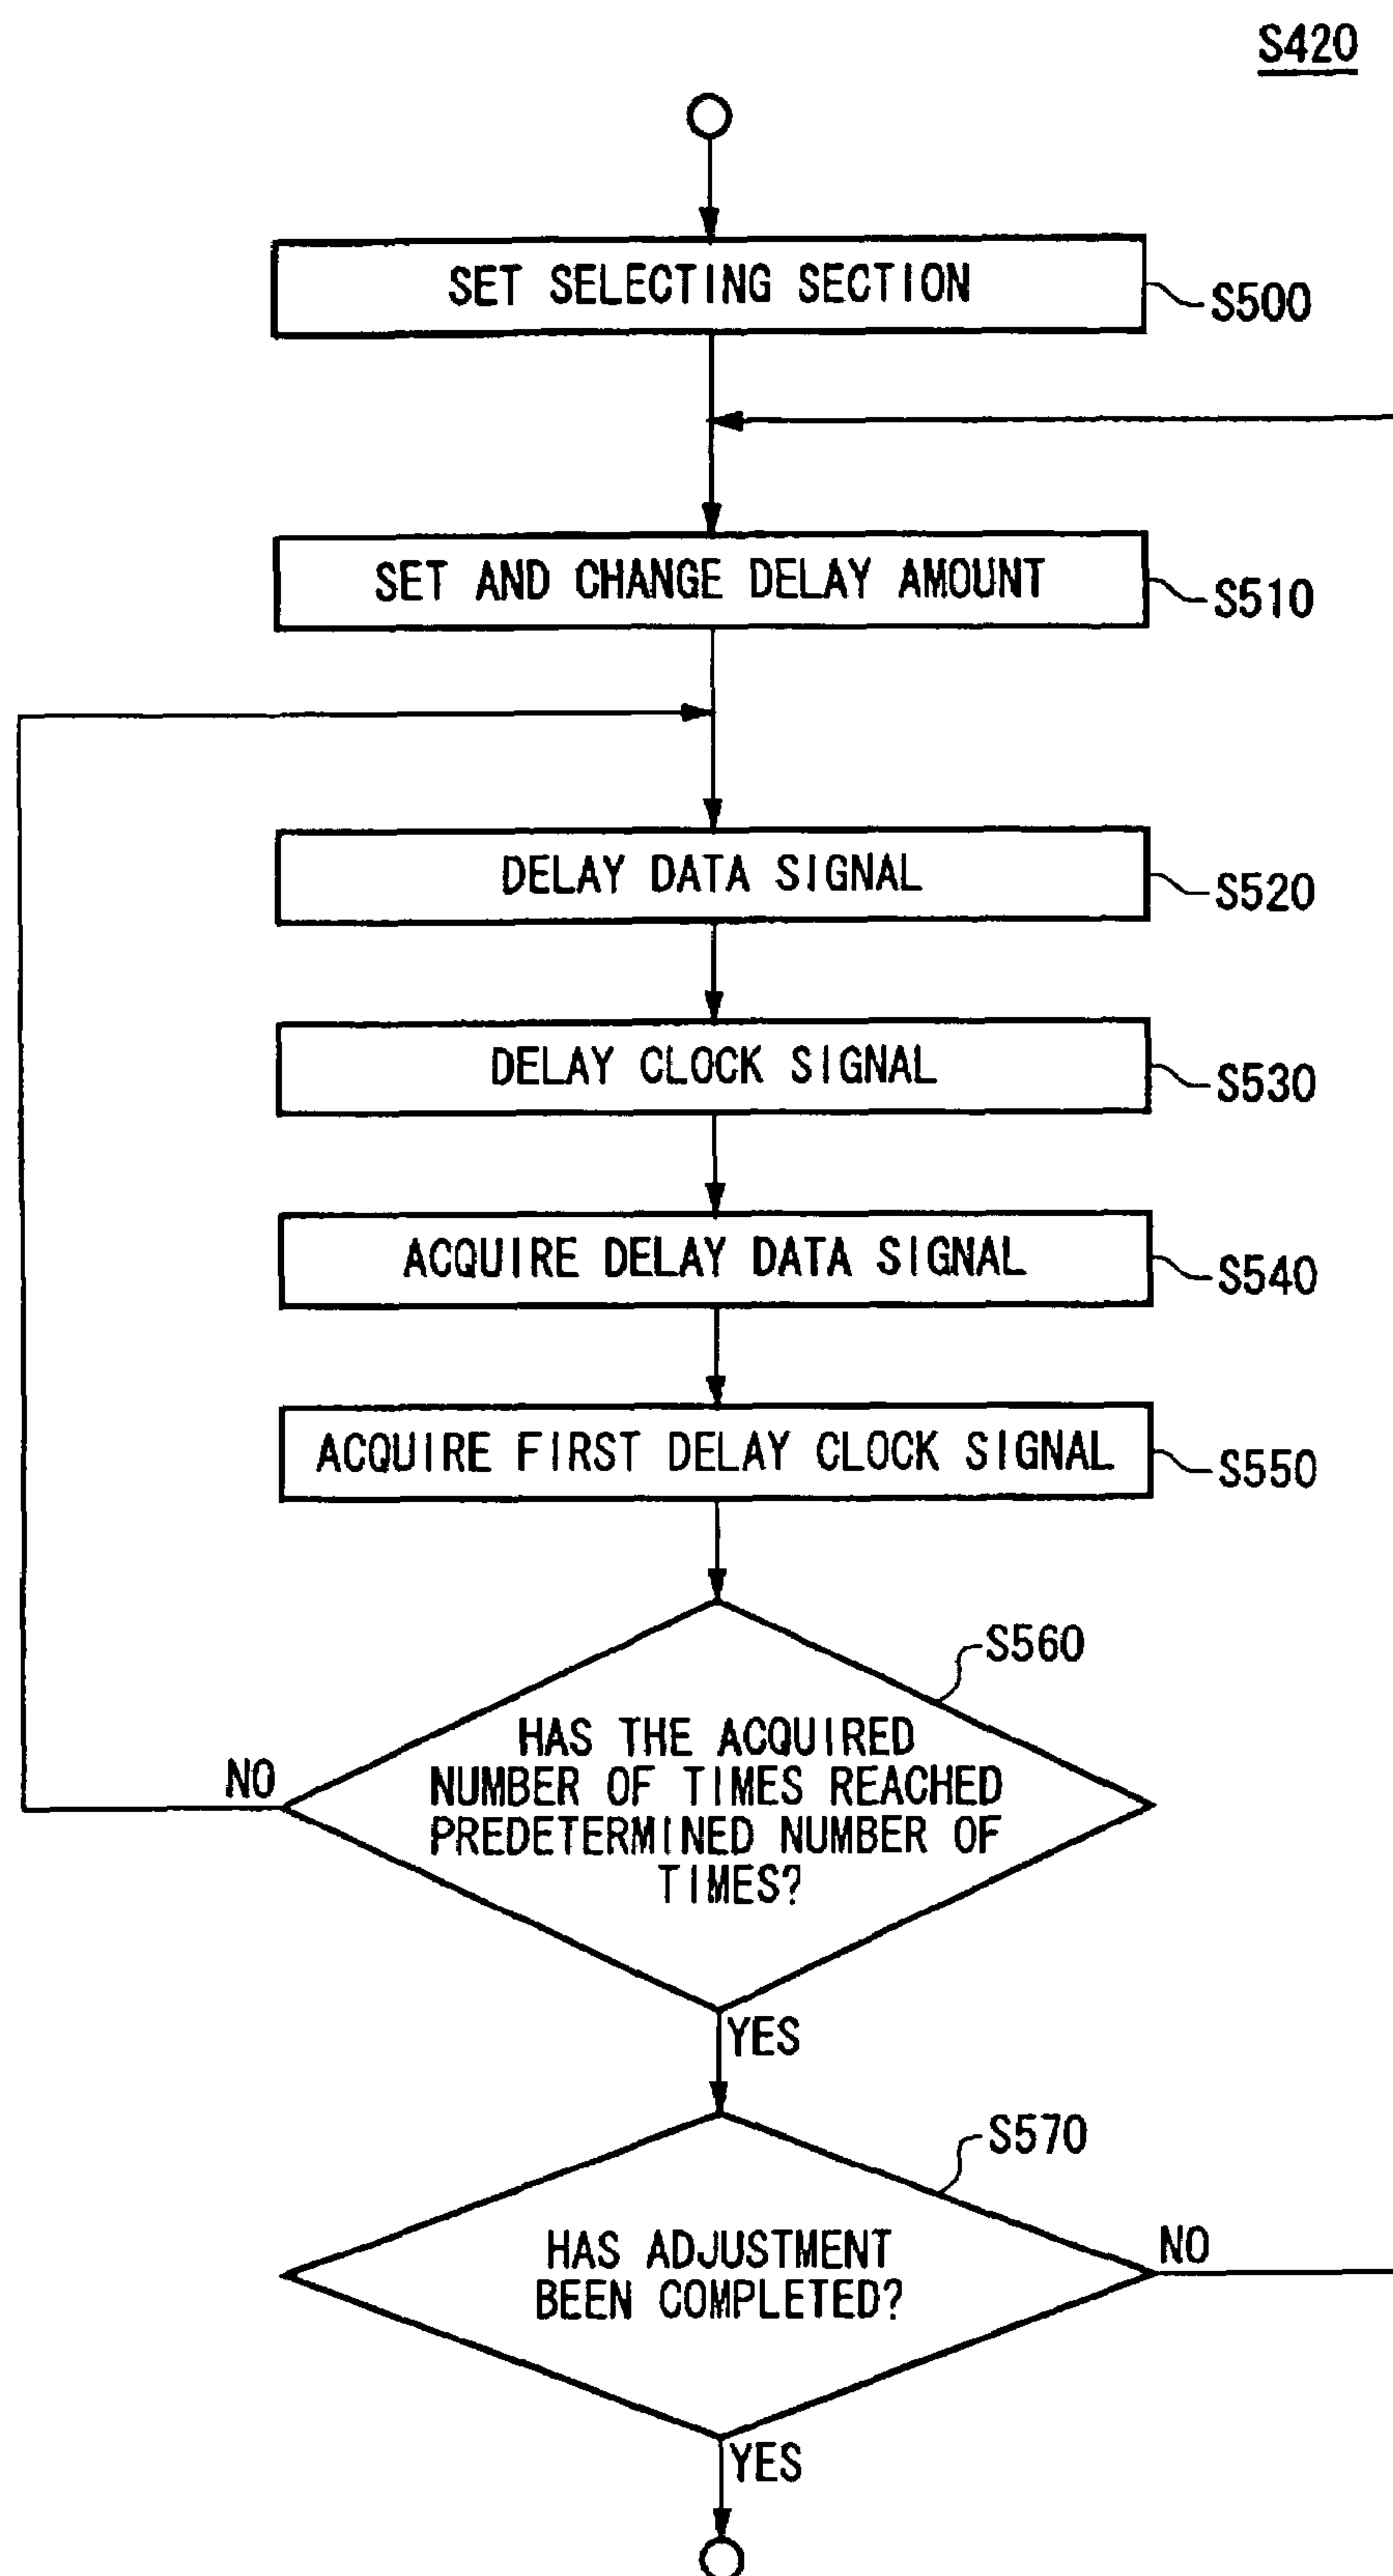 S420
SET SELECTING SECTION
S500
SET AND CHANGE DELAY AMOUNT
S510
DELAY DATA SIGNAL
S520
DELAY CLOCK SIGNAL
S530
ACQUIRE DELAY DATA SIGNAL
S540
ACQUIRE FIRST DELAY CLOCK SIGNAL
S550
S560
HAS THE ACQUIRED
NUMBER OF TIMES REACHED
PREDETERMINED NUMBER OF
TIMES?
NO
YES
S570
HAS ADJUSTMENT
BEEN COMPLETED?
NO
YES